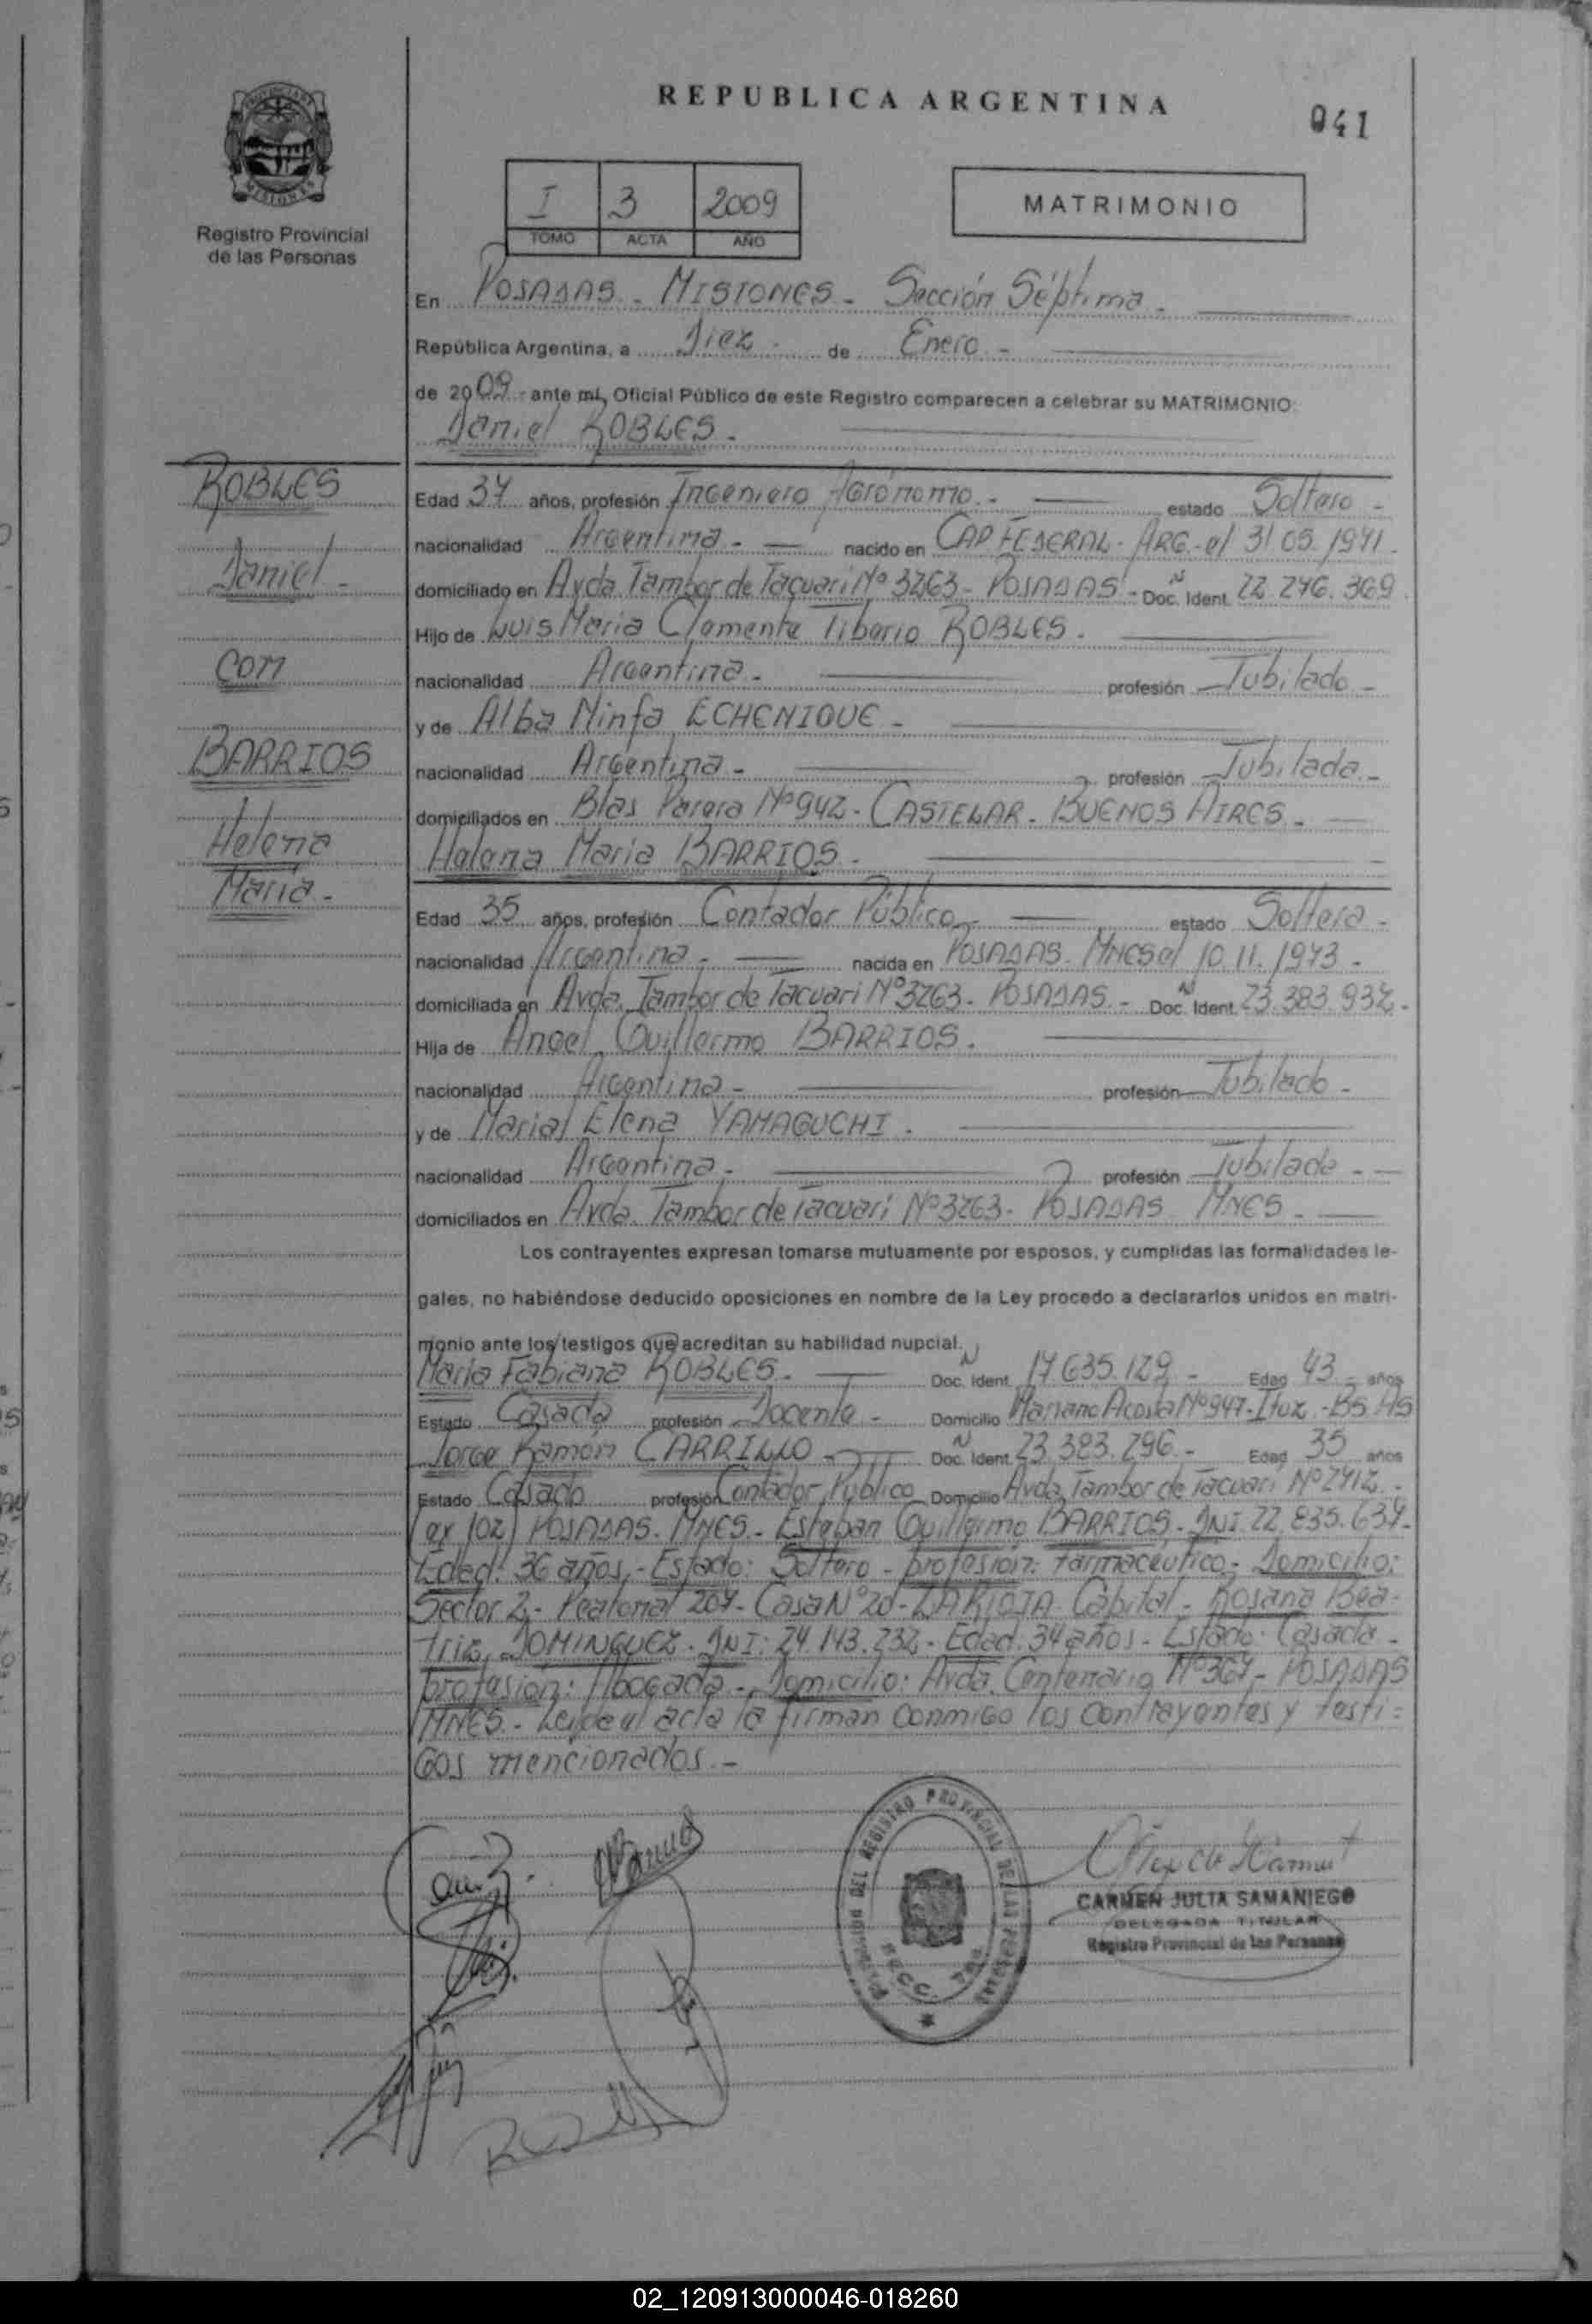 REPUBLICA ARGENTINA
041
I 3 2009
TOMO ACTA AÑO
MATRIMONIO
Registro Provincial
de las Personas
En POSADAS - MISIONES - Sección Séptima -
República Argentina, a Diez - de Enero -
de 2009 - ante mí, Oficial Público de este Registro comparecen a celebrar su MATRIMONIO:
Daniel ROBLES -
ROBLES
Daniel -
con
BARRIOS
Helena
María -
Edad 37 años, profesión Ingeniero Agrónomo - estado Soltero -
nacionalidad Argentina - nacido en CAP FEDERAL - ARG - el 31 05 1971 -
domiciliado en Avda Tambor de Tacuarí Nº 3263 - POSADAS - Doc. Ident. 22.276.369
Hijo de Luis María Clemente Tiberio ROBLES -
nacionalidad Argentina - profesión Jubilado -
y de Alba Ninfa ECHENIQUE -
nacionalidad Argentina - profesión Jubilada -
domiciliados en Blas Parera Nº 942 - CASTELAR - BUENOS AIRES -
Helena María BARRIOS -
Edad 35 años, profesión Contador Público - estado Soltera -
nacionalidad Argentina - nacida en POSADAS - MNES el 10.11.1973 -
domiciliada en Avda. Tambor de Tacuarí Nº 3263 - POSADAS - Doc. Ident. 23.383.932 -
Hija de Angel Guillermo BARRIOS -
nacionalidad Argentina - profesión Jubilado -
y de Elena YAMAGUCHI -
nacionalidad Argentina - profesión Jubilada -
domiciliados en Avda. Tambor de Tacuarí Nº 3263 - POSADAS MNES -
Los contrayentes expresan tomarse mutuamente por esposos, y cumplidas las formalidades le-
gales, no habiéndose deducido oposiciones en nombre de la Ley procedo a declararlos unidos en matri-
monio ante los testigos que acreditan su habilidad nupcial.
María Fabiana ROBLES - Doc. Ident. 17.635.129 - Edad 43 años
Estado Casada profesión Docente - Domicilio Mariano Acosta Nº 947 - Ituz. - Bs As
Jorge Ramón CARRILLO - Doc. Ident. 23.383.296 - Edad 35 años
Estado Casado profesión Contador Público Domicilio Avda Tambor de Tacuarí Nº 2412 -
(ex 102) POSADAS - MNES - Esteban Guillermo BARRIOS - DNI 22.835.637 -
Edad: 36 años - Estado: Soltero - profesión: farmacéutico - Domicilio:
Sector 2 - Peatonal 207 - Casa Nº 20 - LA RIOJA Capital - Rosana Bea-
triz DOMINGUEZ - DNI: 24.143.232 - Edad: 34 años - Estado: Casada -
profesión: Abogada - Domicilio: Avda. Centenario Nº 367 - POSADAS
MNES - Leída el acta la firman conmigo los contrayentes y testi-
gos mencionados -
DEL REGISTRO PROVINCIAL DE LAS PERSONAS
SECC. 7ma
CARMEN JULIA SAMANIEGO
DELEGADA TITULAR
Registro Provincial de las Personas
02_120913000046-018260